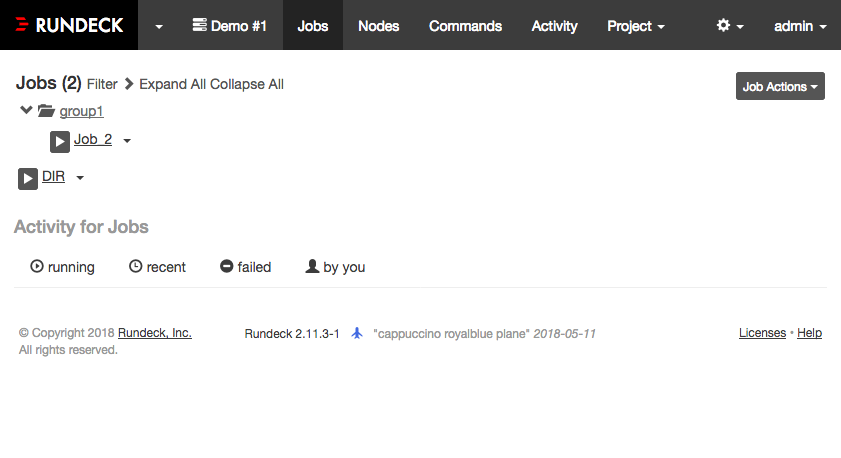 RUNDECK Demo #1 Jobs Nodes Commands Activity Project admin
Jobs (2) Filter Expand All Collapse All
Job Actions
group1
Job_2
DIR
Activity for Jobs
running recent failed by you
© Copyright 2018 Rundeck, Inc. Rundeck 2.11.3-1 "cappuccino royalblue plane" 2018-05-11 Licenses • Help
All rights reserved.